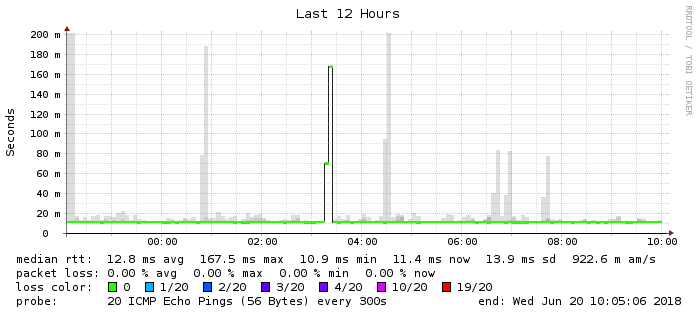 Last 12 Hours
RRDTOOL / TOBI OETIKER
Seconds
200 m
180 m
160 m
140 m
120 m
100 m
80 m
60 m
40 m
20 m
0
00:00 02:00 04:00 06:00 08:00 10:00
median rtt: 12.8 ms avg 167.5 ms max 10.9 ms min 11.4 ms now 13.9 ms sd 922.6 m am/s
packet loss: 0.00 % avg 0.00 % max 0.00 % min 0.00 % now
loss color: 0 1/20 2/20 3/20 4/20 10/20 19/20
probe: 20 ICMP Echo Pings (56 Bytes) every 300s end: Wed Jun 20 10:05:06 2018